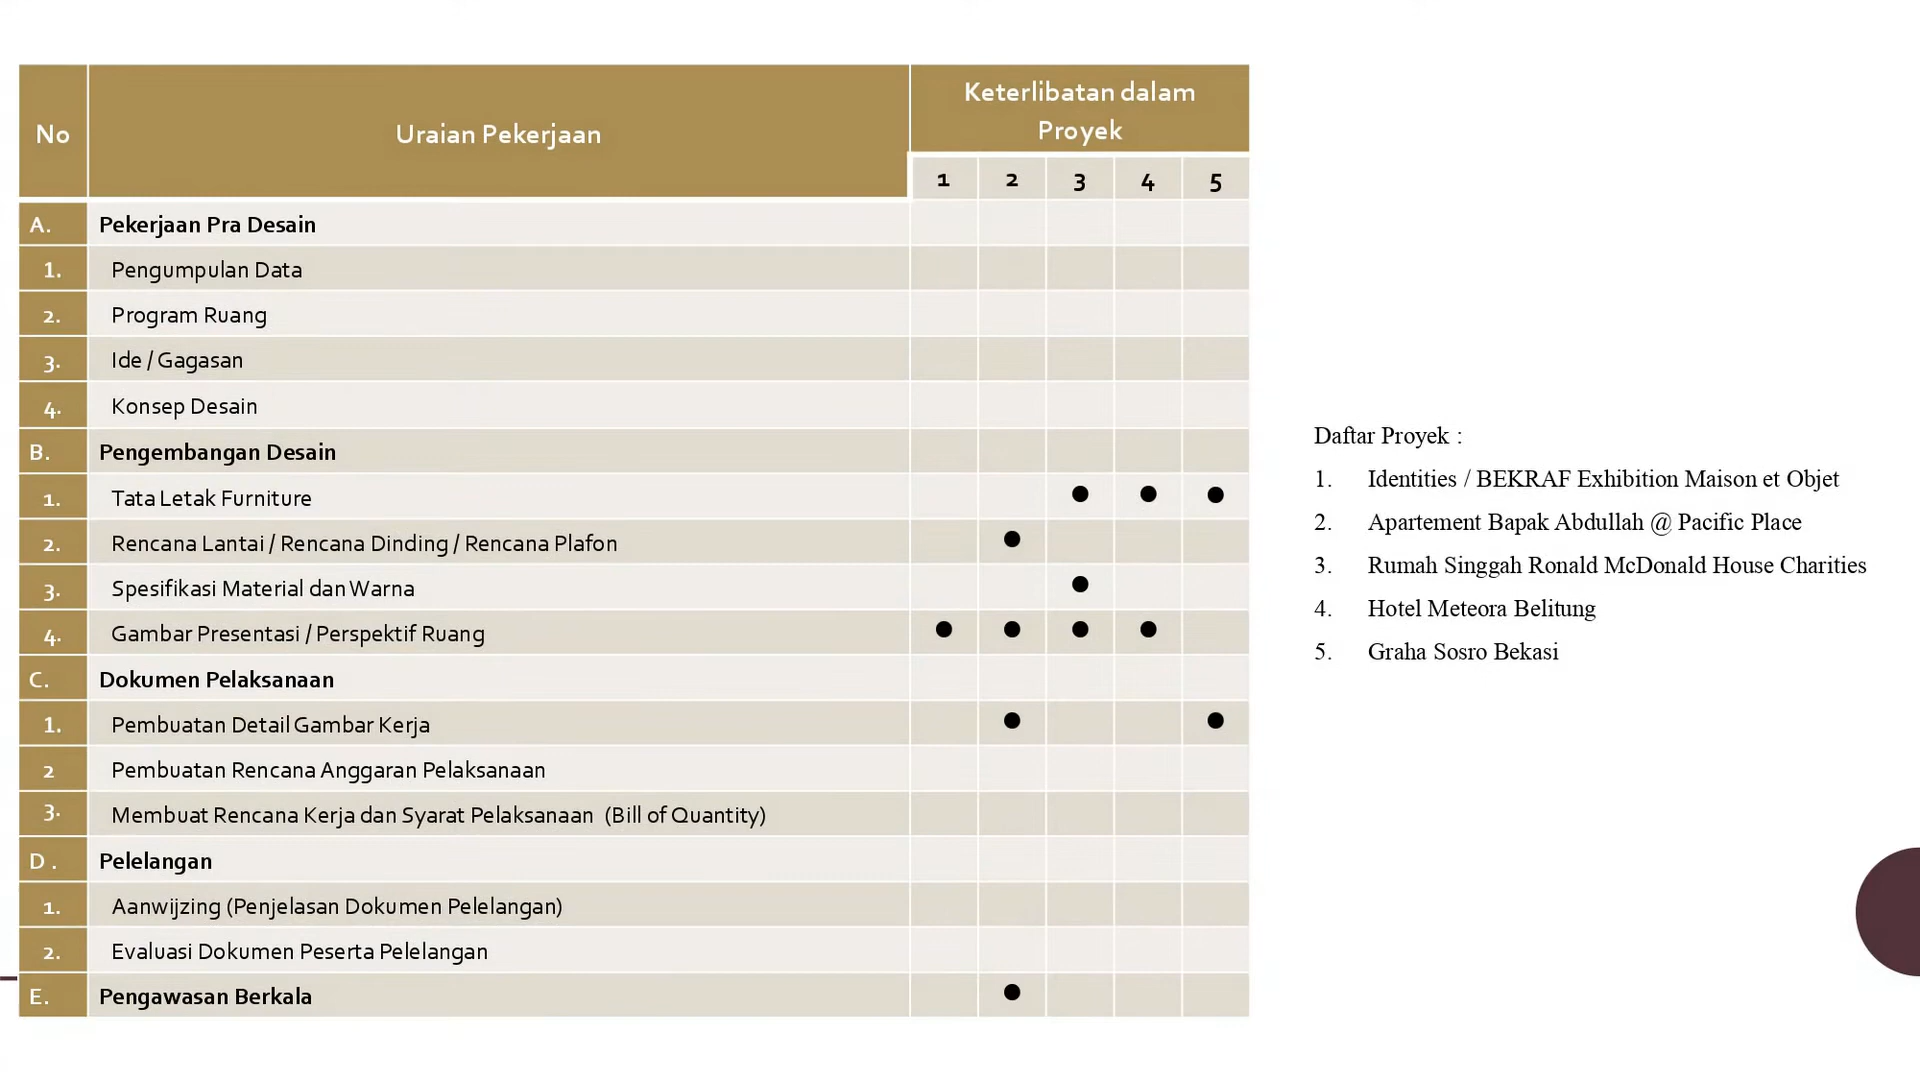 No
Uraian Pekerjaan
Keterlibatan dalam
Proyek
1 2 3 4 5
A. Pekerjaan Pra Desain
1. Pengumpulan Data
2. Program Ruang
3. Ide / Gagasan
4. Konsep Desain
B. Pengembangan Desain
1. Tata Letak Furniture ● ● ●
2. Rencana Lantai / Rencana Dinding / Rencana Plafon ●
3. Spesifikasi Material dan Warna ●
4. Gambar Presentasi / Perspektif Ruang ● ● ● ●
C. Dokumen Pelaksanaan
1. Pembuatan Detail Gambar Kerja ● ●
2 Pembuatan Rencana Anggaran Pelaksanaan
3. Membuat Rencana Kerja dan Syarat Pelaksanaan (Bill of Quantity)
D . Pelelangan
1. Aanwijzing (Penjelasan Dokumen Pelelangan)
2. Evaluasi Dokumen Peserta Pelelangan
E. Pengawasan Berkala ●
Daftar Proyek :
1. Identities / BEKRAF Exhibition Maison et Objet
2. Apartement Bapak Abdullah @ Pacific Place
3. Rumah Singgah Ronald McDonald House Charities
4. Hotel Meteora Belitung
5. Graha Sosro Bekasi